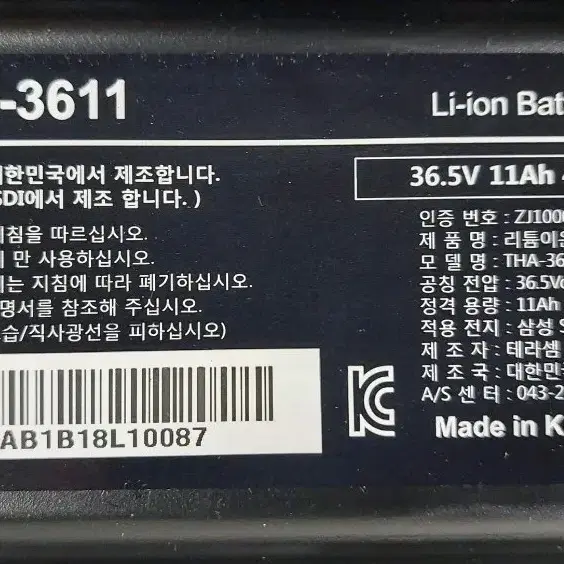 -3611
Li-ion Bat
한민국에서 제조합니다.
SDI에서 제조 합니다. )
36.5V 11Ah
지침을 따르십시오.
만 사용하십시오.
는 지침에 따라 폐기하십시오.
명서를 참조해 주십시오.
습/직사광선을 피하십시오)
인증 번호 : ZJ1000
제 품 명 : 리튬이온
모 델 명 : THA-36
공칭 전압 : 36.5Vd
정격 용량 : 11Ah
적용 전지 : 삼성 S
제 조 자 : 테라셈
제 조 국 : 대한민국
A/S 센 터 : 043-2
AB1B18L10087
Made in K